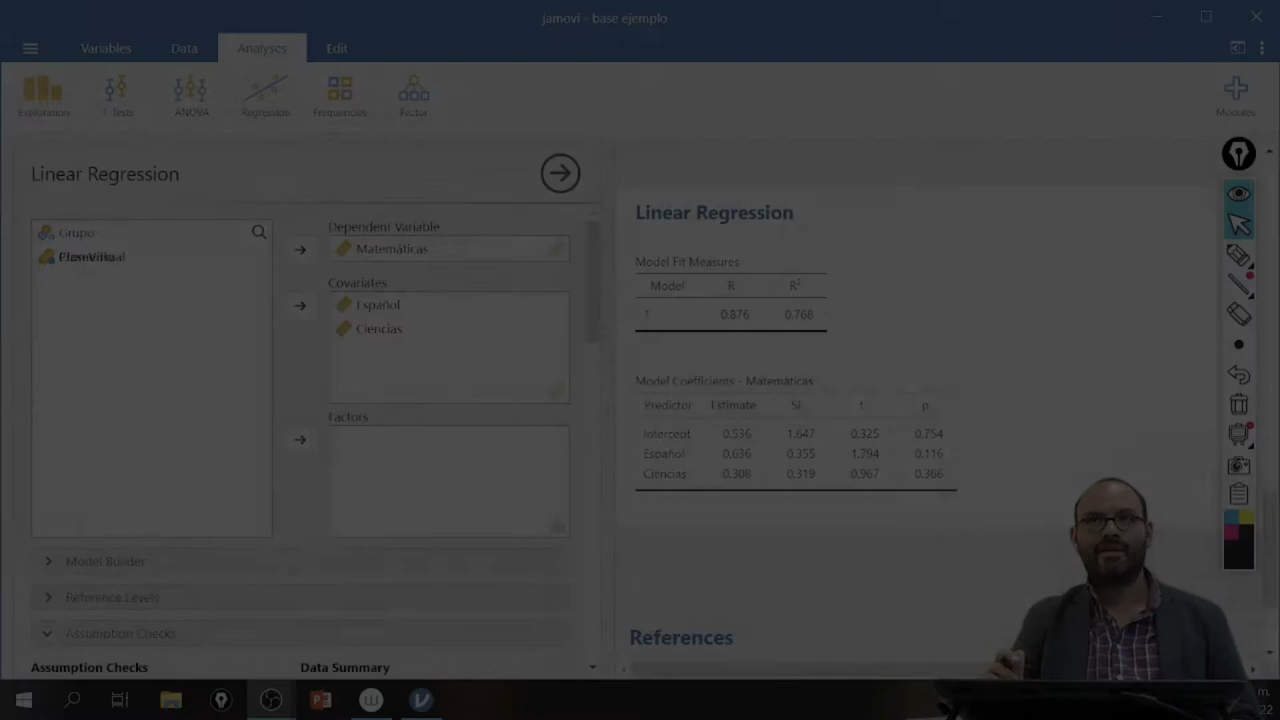 jamovi - base ejemplo
Variables Data Analyses Edit
Exploration T-Tests ANOVA Regression Frequencies Factor Modules
Linear Regression
Grupo
Dependent Variable
Matemáticas
Covariates
Español
Ciencias
Factors
Model Builder
Reference Levels
Assumption Checks
Assumption Checks Data Summary
Linear Regression
Model Fit Measures
Model R R²
1 0.876 0.768
Model Coefficients - Matemáticas
Predictor Estimate SE t p
Intercept 0.536 1.647 0.325 0.754
Español 0.636 0.355 1.794 0.116
Ciencias 0.308 0.319 0.967 0.366
References
m.
22